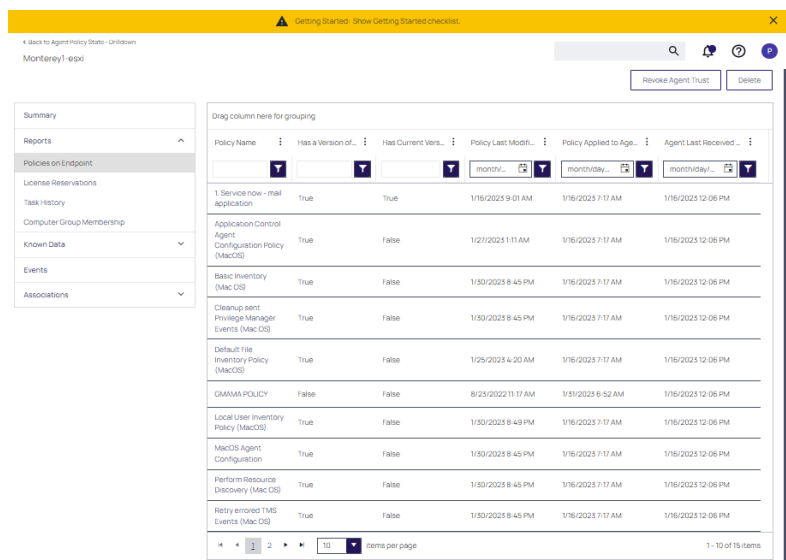 Getting Started: Show Getting Started checklist.
Back to Agent Policy State - Drilldown
Monterey1-esxi
P
Revoke Agent Trust
Delete
Summary
Reports
Policies on Endpoint
License Reservations
Task History
Computer Group Membership
Known Data
Events
Associations
Drag column here for grouping
Policy Name Has a Version of... Has Current Vers... Policy Last Modifi... Policy Applied to Age... Agent Last Received ...
month/... month/day... month/day/...
1. Service now - mail
application
True True 1/16/2023 9:01 AM 1/16/2023 7:17 AM 1/16/2023 12:06 PM
Application Control
Agent
Configuration Policy
(MacOS)
True False 1/27/2023 1:11 AM 1/16/2023 7:17 AM 1/16/2023 12:06 PM
Basic Inventory
(Mac OS)
True False 1/30/2023 8:45 PM 1/16/2023 7:17 AM 1/16/2023 12:06 PM
Cleanup sent
Privilege Manager
Events (Mac OS)
True False 1/30/2023 8:45 PM 1/16/2023 7:17 AM 1/16/2023 12:06 PM
Default File
Inventory Policy
(MacOS)
True False 1/25/2023 4:20 AM 1/16/2023 7:17 AM 1/16/2023 12:06 PM
GMAMA POLICY False False 8/23/2022 11:17 AM 1/31/2023 6:52 AM 1/16/2023 12:06 PM
Local User Inventory
Policy (MacOS)
True False 1/30/2023 8:49 PM 1/16/2023 7:17 AM 1/16/2023 12:06 PM
MacOS Agent
Configuration
True False 1/30/2023 8:45 PM 1/16/2023 7:17 AM 1/16/2023 12:06 PM
Perform Resource
Discovery (Mac OS)
True False 1/30/2023 8:45 PM 1/16/2023 7:17 AM 1/16/2023 12:06 PM
Retry errored TMS
Events (Mac OS)
True False 1/30/2023 8:45 PM 1/16/2023 7:17 AM 1/16/2023 12:06 PM
1 2 10 items per page 1 - 10 of 15 items